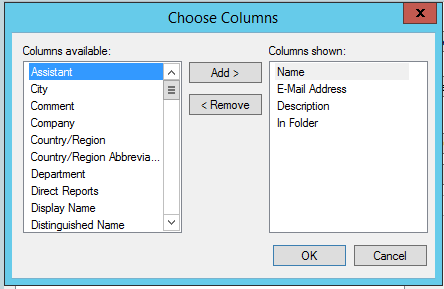 Choose Columns
x
Columns available:
Assistant
City
Comment
Company
Country/Region
Country/Region Abbrevia...
Department
Direct Reports
Display Name
Distinguished Name
Add >
< Remove
Columns shown:
Name
E-Mail Address
Description
In Folder
OK
Cancel